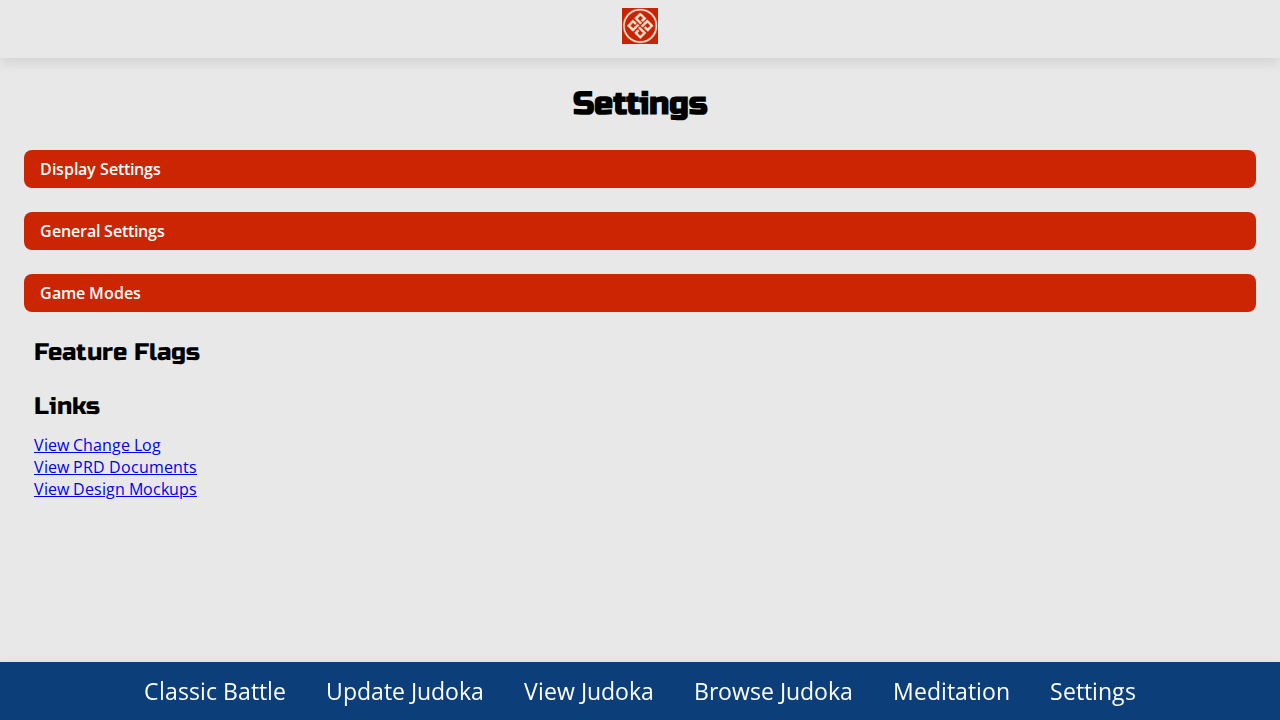 Settings
Display Settings
General Settings
Game Modes
Feature Flags
Links
View Change Log
View PRD Documents
View Design Mockups
Classic Battle Update Judoka View Judoka Browse Judoka Meditation Settings